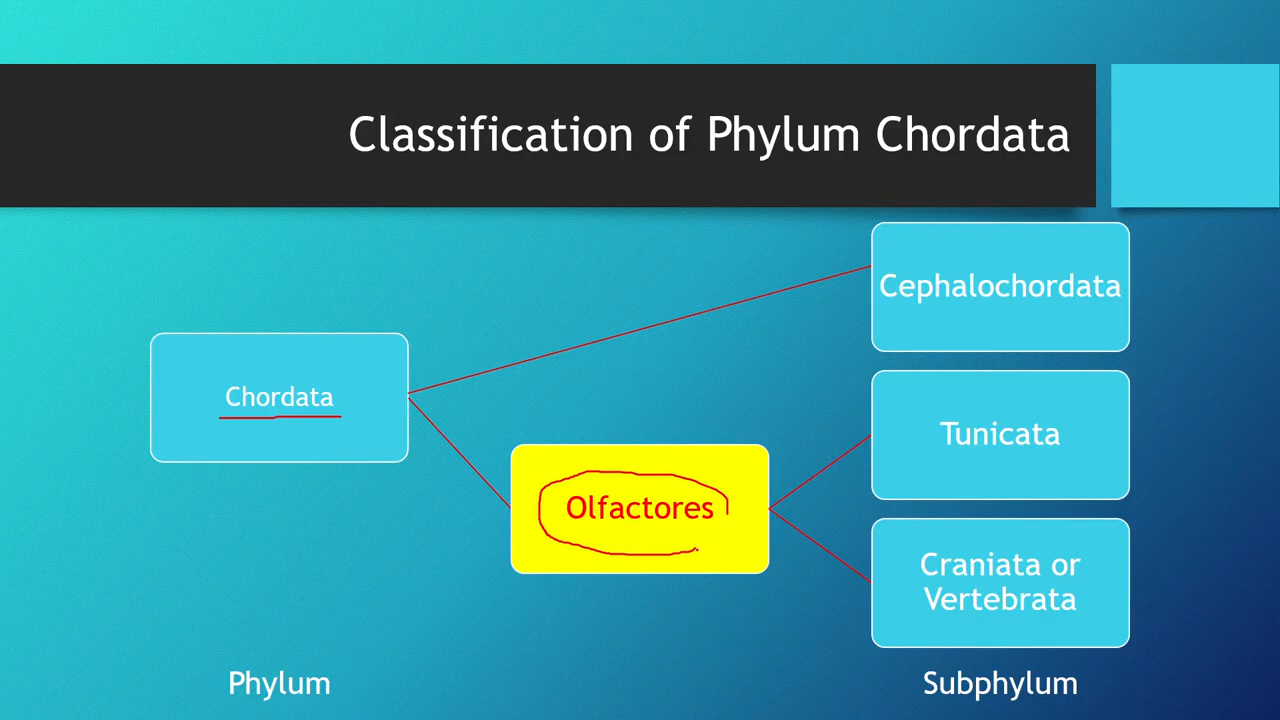 Classification of Phylum Chordata
Cephalochordata
Chordata
Tunicata
Olfactores
Craniata or
Vertebrata
Phylum
Subphylum